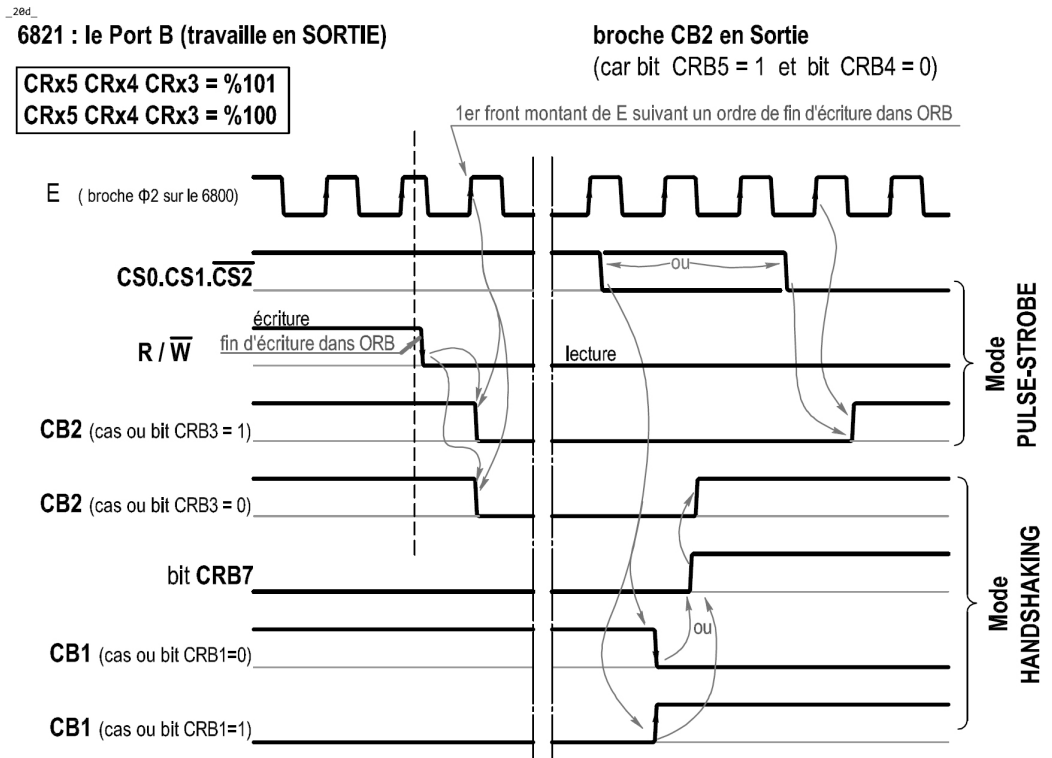 _20d_
6821 : le Port B (travaille en SORTIE)
CRx5 CRx4 CRx3 = %101
CRx5 CRx4 CRx3 = %100
broche CB2 en Sortie
(car bit CRB5 = 1 et bit CRB4 = 0)
1er front montant de E suivant un ordre de fin d'écriture dans ORB
E ( broche Φ2 sur le 6800)
CS0.CS1.C̅S̅2̅
ou
écriture
fin d'écriture dans ORB
R / W̅
lecture
CB2 (cas ou bit CRB3 = 1)
Mode
PULSE-STROBE
CB2 (cas ou bit CRB3 = 0)
bit CRB7
ou
CB1 (cas ou bit CRB1=0)
CB1 (cas ou bit CRB1=1)
Mode
HANDSHAKING